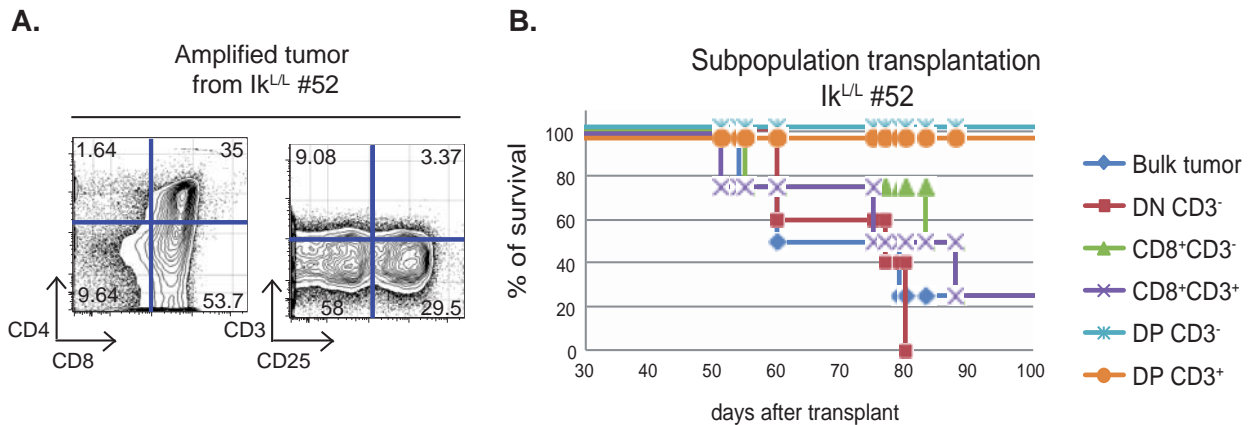 A.
Amplified tumor
from Ik^L/L #52
1.64
35
9.64
53.7
CD4
CD8
9.08
3.37
58
29.5
CD3
CD25
B.
Subpopulation transplantation
Ik^L/L #52
% of survival
100
80
60
40
20
0
30 40 50 60 70 80 90 100
days after transplant
Bulk tumor
DN CD3⁻
CD8⁺CD3⁻
CD8⁺CD3⁺
DP CD3⁻
DP CD3⁺